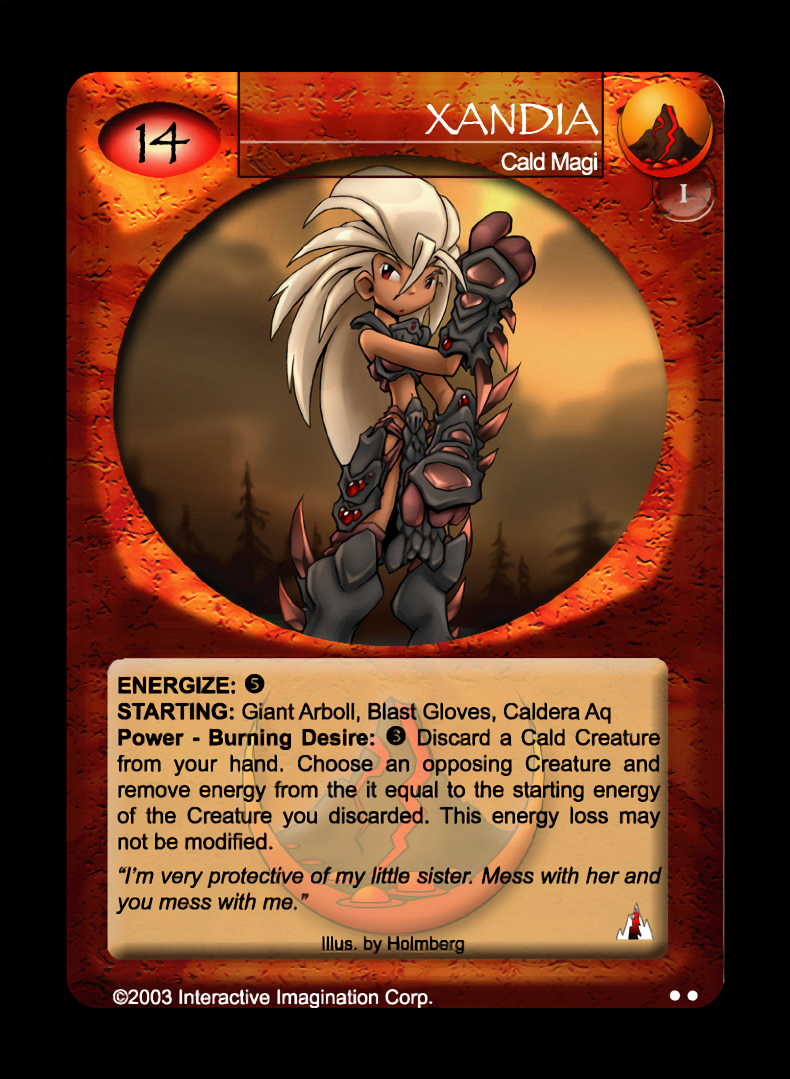 14
XANDIA
Cald Magi
I
ENERGIZE: 5
STARTING: Giant Arboll, Blast Gloves, Caldera Aq
Power - Burning Desire: 3 Discard a Cald Creature
from your hand. Choose an opposing Creature and
remove energy from the it equal to the starting energy
of the Creature you discarded. This energy loss may
not be modified.
“I’m very protective of my little sister. Mess with her and
you mess with me.”
Illus. by Holmberg
©2003 Interactive Imagination Corp.